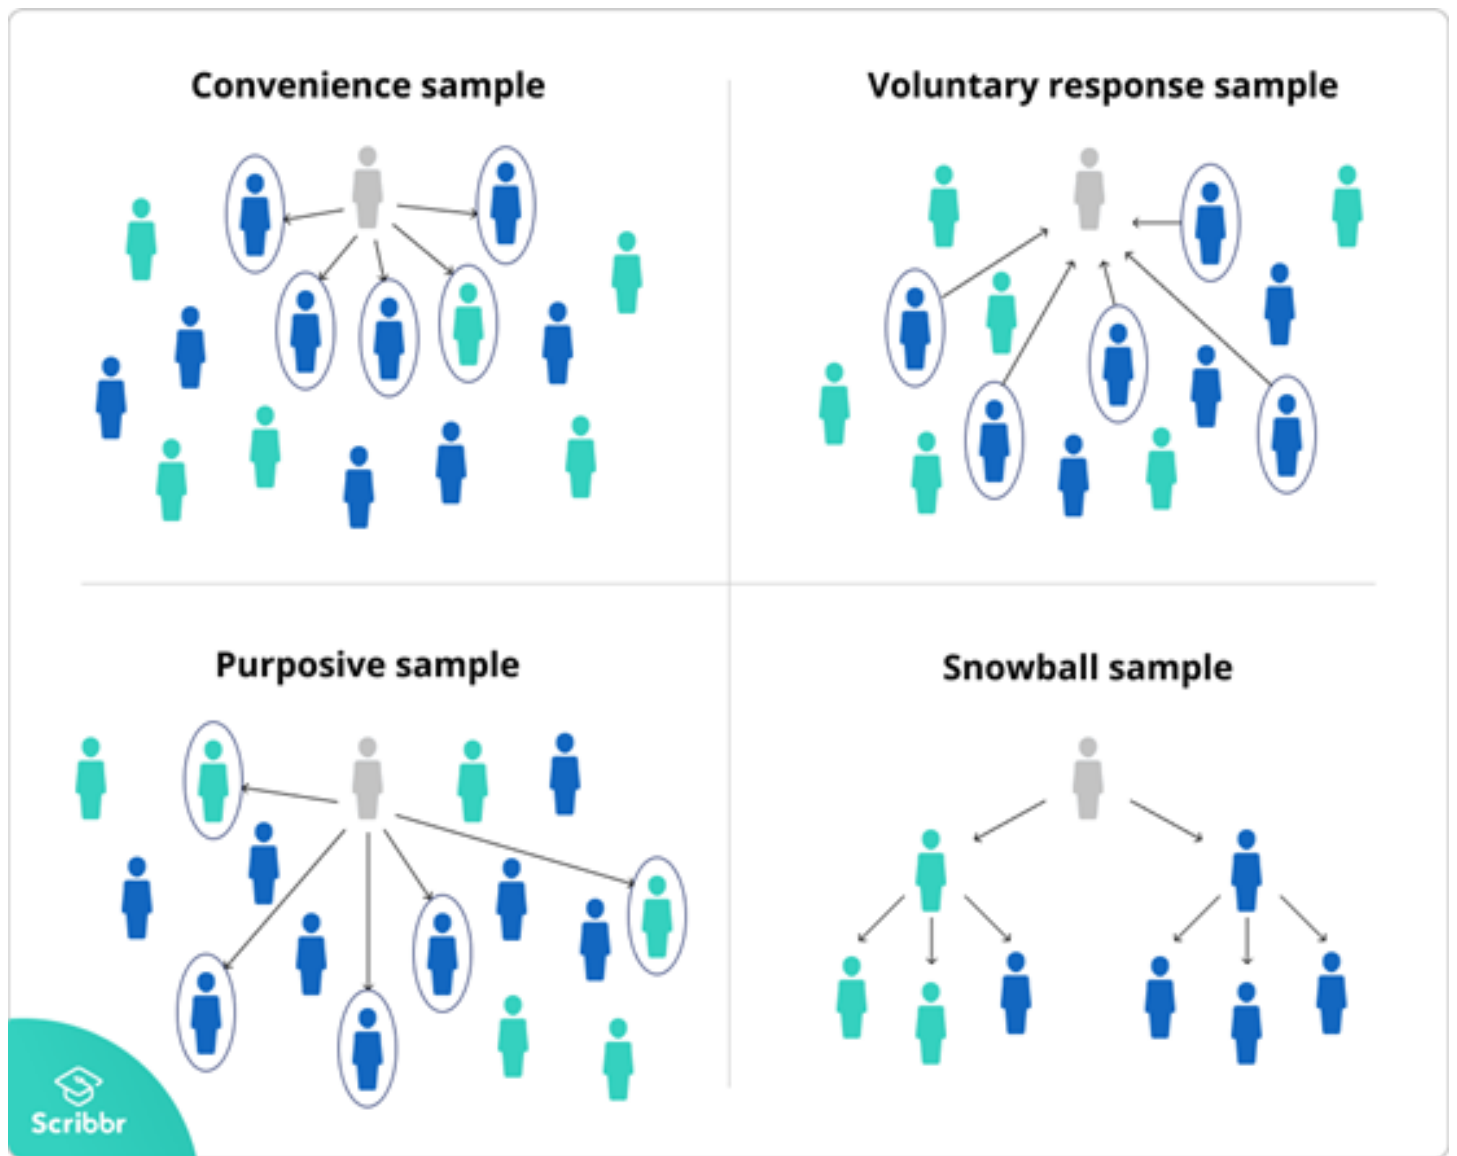 Convenience sample
Voluntary response sample
Purposive sample
Snowball sample
Scribbr